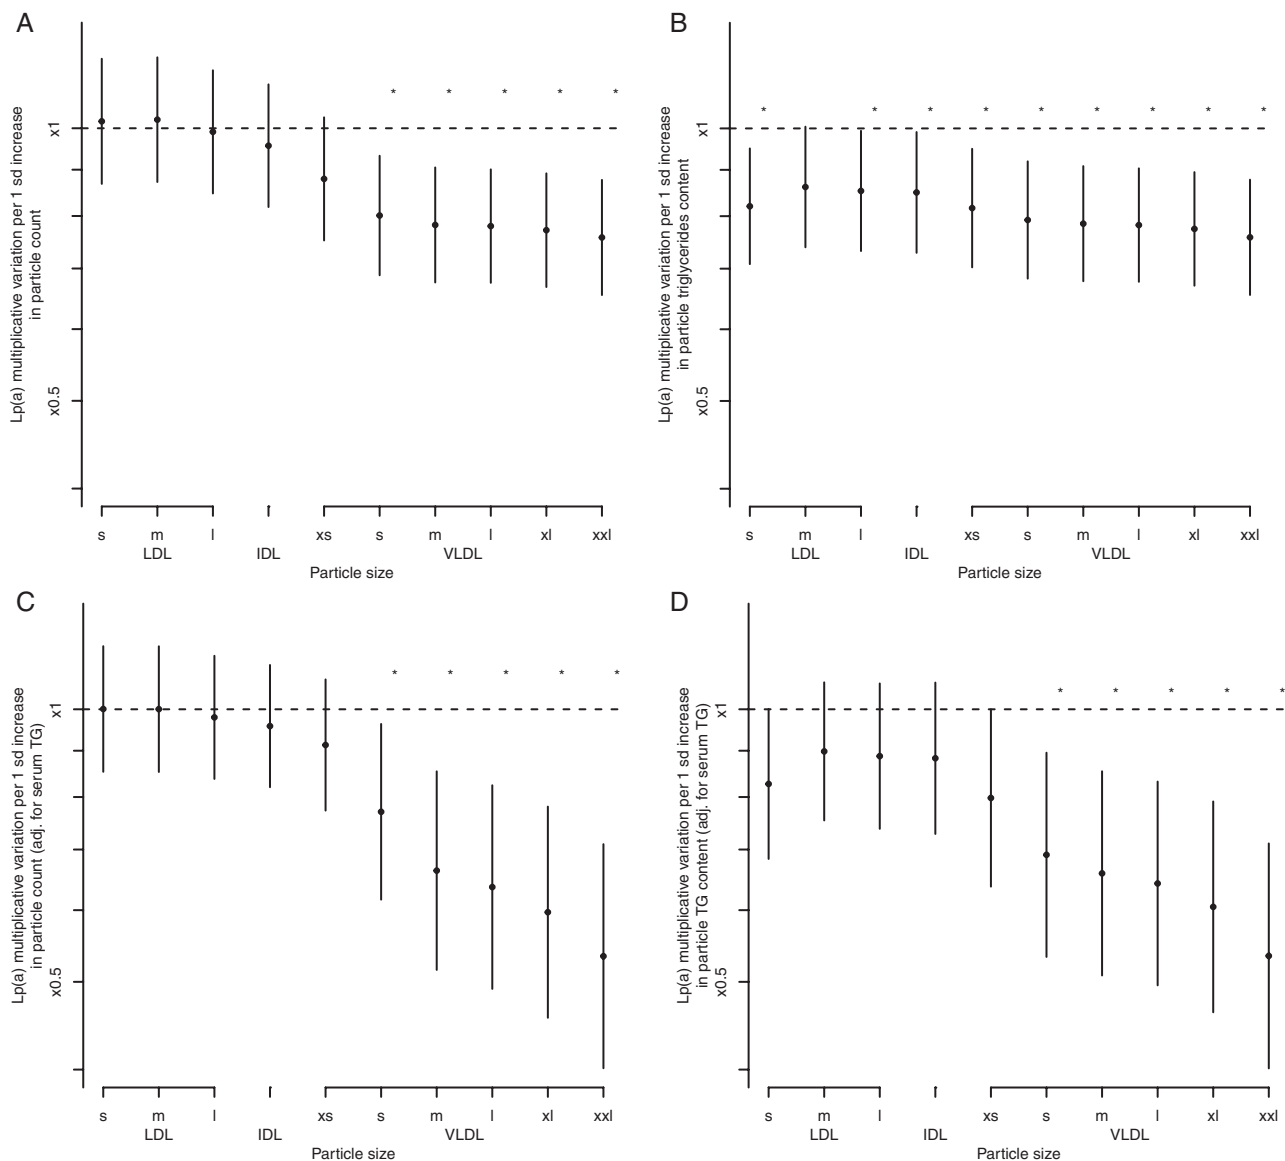 A
Lp(a) multiplicative variation per 1 sd increase
in particle count
x1
x0.5
* * * * *
s m l xs s m l xl xxl
LDL IDL VLDL
Particle size
B
Lp(a) multiplicative variation per 1 sd increase
in particle triglycerides content
x1
x0.5
* * * * * * * * *
s m l xs s m l xl xxl
LDL IDL VLDL
Particle size
C
Lp(a) multiplicative variation per 1 sd increase
in particle count (adj. for serum TG)
x1
x0.5
* * * * *
s m l xs s m l xl xxl
LDL IDL VLDL
Particle size
D
Lp(a) multiplicative variation per 1 sd increase
in particle TG content (adj. for serum TG)
x1
x0.5
* * * * *
s m l xs s m l xl xxl
LDL IDL VLDL
Particle size